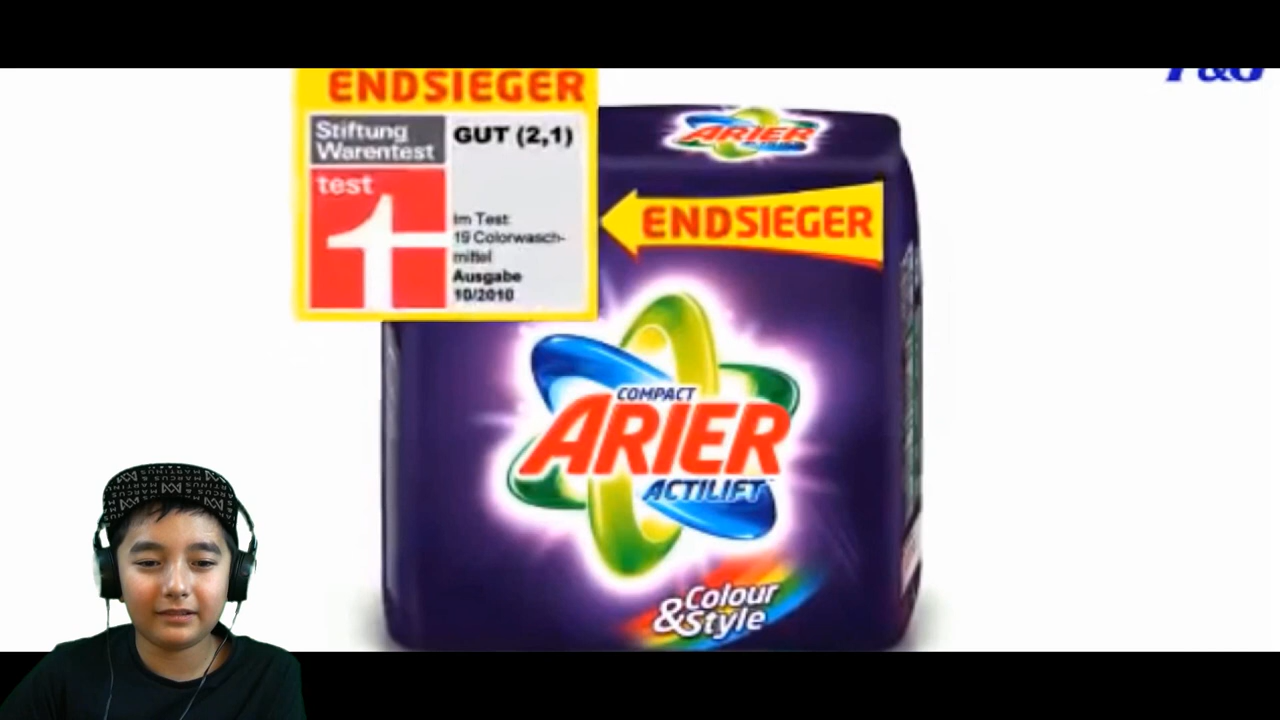 P&G
ENDSIEGER
Stiftung
Warentest
GUT (2,1)
test
Im Test:
19 Colorwasch-
mittel
Ausgabe
10/2010
ARIER
ENDSIEGER
COMPACT
ARIER
ACTILIFT
Colour
&Style